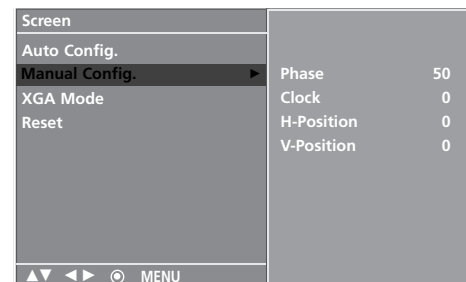 Screen
Auto Config.
Manual Config. ►
XGA Mode
Reset
Phase 50
Clock 0
H-Position 0
V-Position 0
▲▼ ◄► ◉ MENU